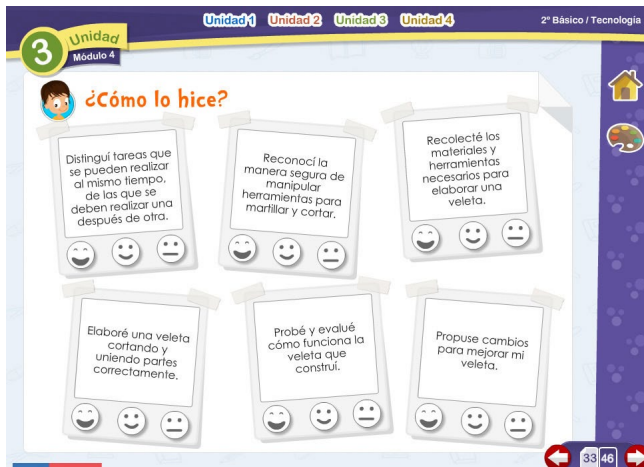 Unidad 1 Unidad 2 Unidad 3 Unidad 4
2º Básico / Tecnología
3
Unidad
Módulo 4
¿Cómo lo hice?
Distinguí tareas que
se pueden realizar
al mismo tiempo,
de las que se
deben realizar una
después de otra.
Reconocí la
manera segura de
manipular
herramientas para
martillar y cortar.
Recolecté los
materiales y
herramientas
necesarios para
elaborar una
veleta.
Elaboré una veleta
cortando y
uniendo partes
correctamente.
Probé y evalué
cómo funciona la
veleta que
construí.
Propuse cambios
para mejorar mi
veleta.
33 46